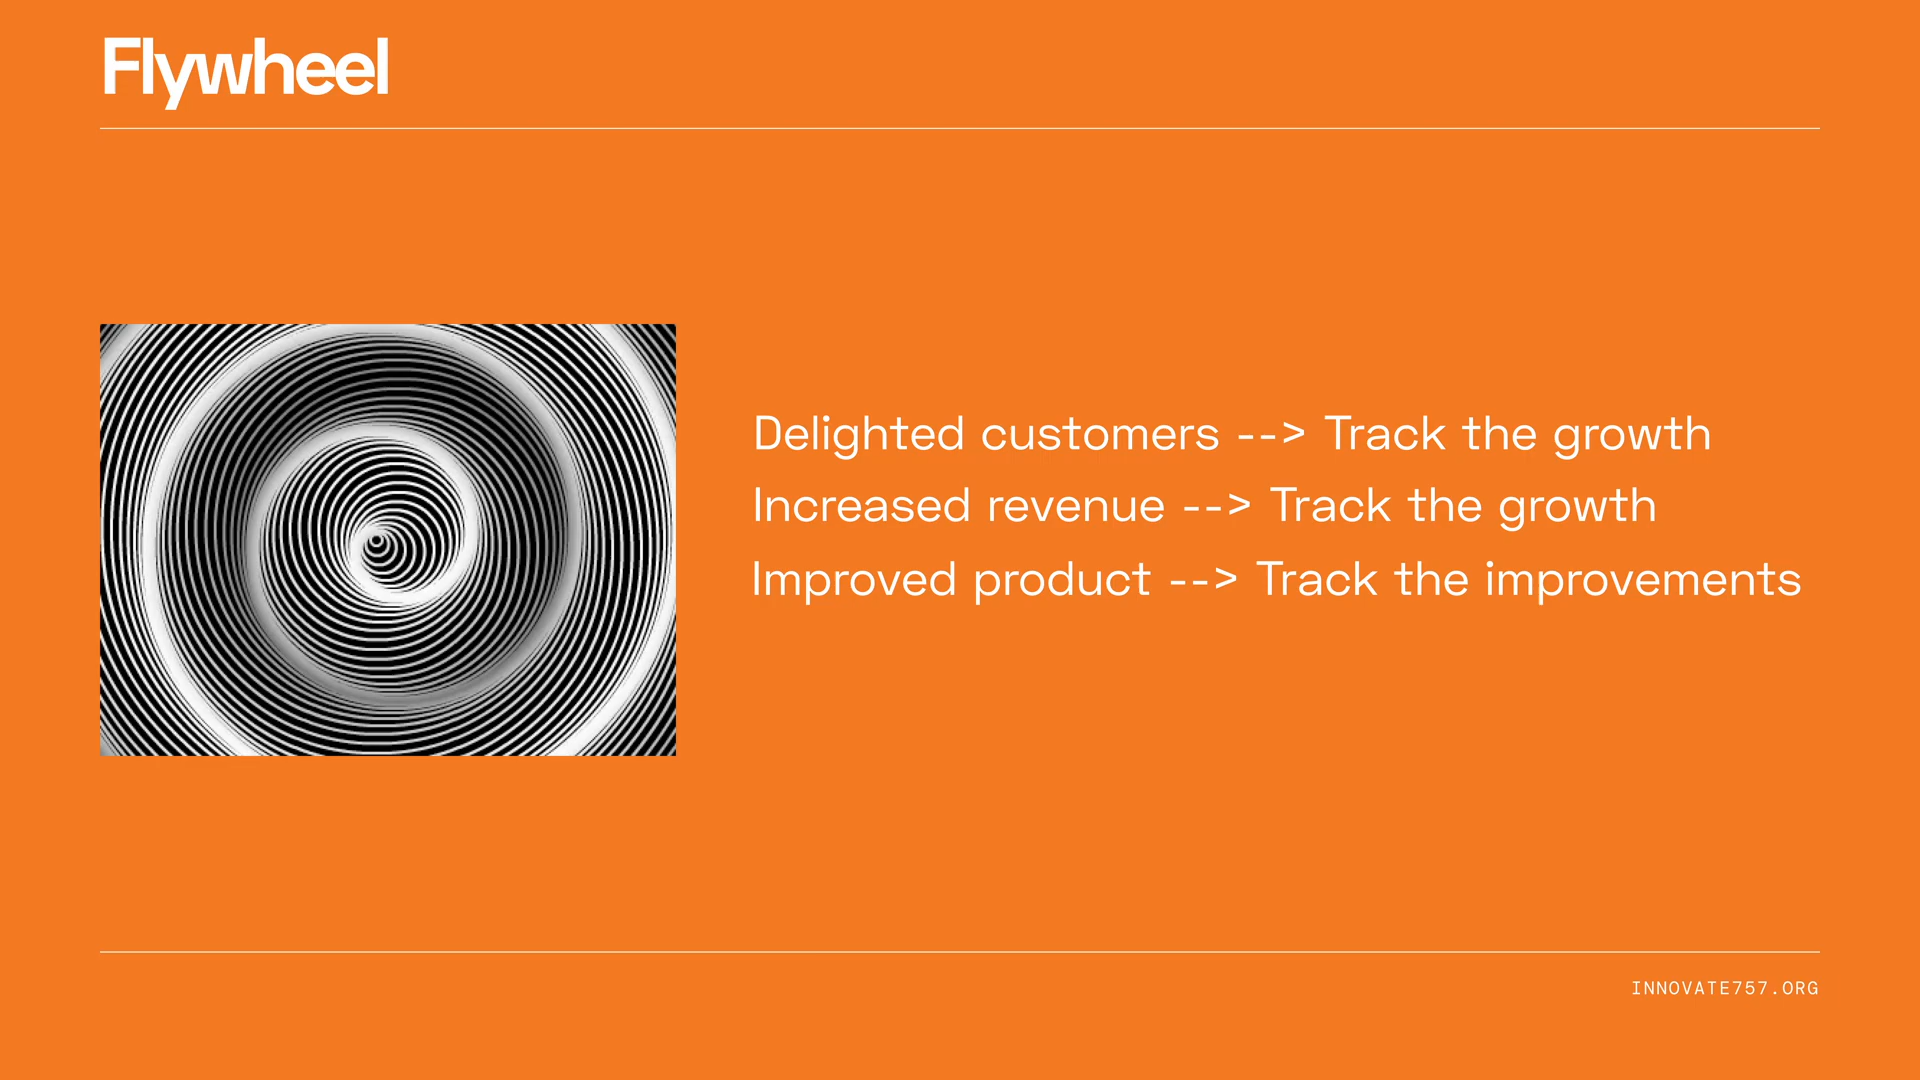 Flywheel
Delighted customers --> Track the growth
Increased revenue --> Track the growth
Improved product --> Track the improvements
INNOVATE757.ORG